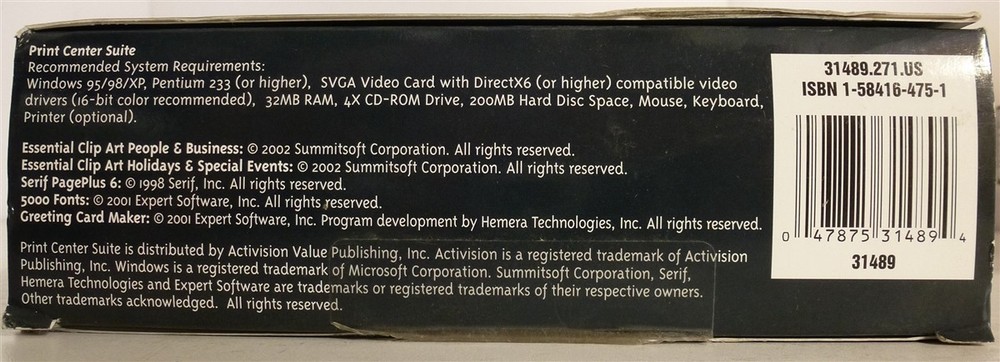 Print Center Suite
Recommended System Requirements:
Windows 95/98/XP, Pentium 233 (or higher), SVGA Video Card with DirectX6 (or higher) compatible video
drivers (16-bit color recommended), 32MB RAM, 4X CD-ROM Drive, 200MB Hard Disc Space, Mouse, Keyboard,
Printer (optional).
Essential Clip Art People & Business: © 2002 Summitsoft Corporation. All rights reserved.
Essential Clip Art Holidays & Special Events: © 2002 Summitsoft Corporation. All rights reserved.
Serif PagePlus 6: © 1998 Serif, Inc. All rights reserved.
5000 Fonts: © 2001 Expert Software, Inc. All rights reserved.
Greeting Card Maker: © 2001 Expert Software, Inc. Program development by Hemera Technologies, Inc. All rights reserved.
Print Center Suite is distributed by Activision Value Publishing, Inc. Activision is a registered trademark of Activision
Publishing, Inc. Windows is a registered trademark of Microsoft Corporation. Summitsoft Corporation, Serif,
Hemera Technologies and Expert Software are trademarks or registered trademarks of their respective owners.
Other trademarks acknowledged. All rights reserved.
31489.271.US
ISBN 1-58416-475-1
0 47875 31489 4
31489